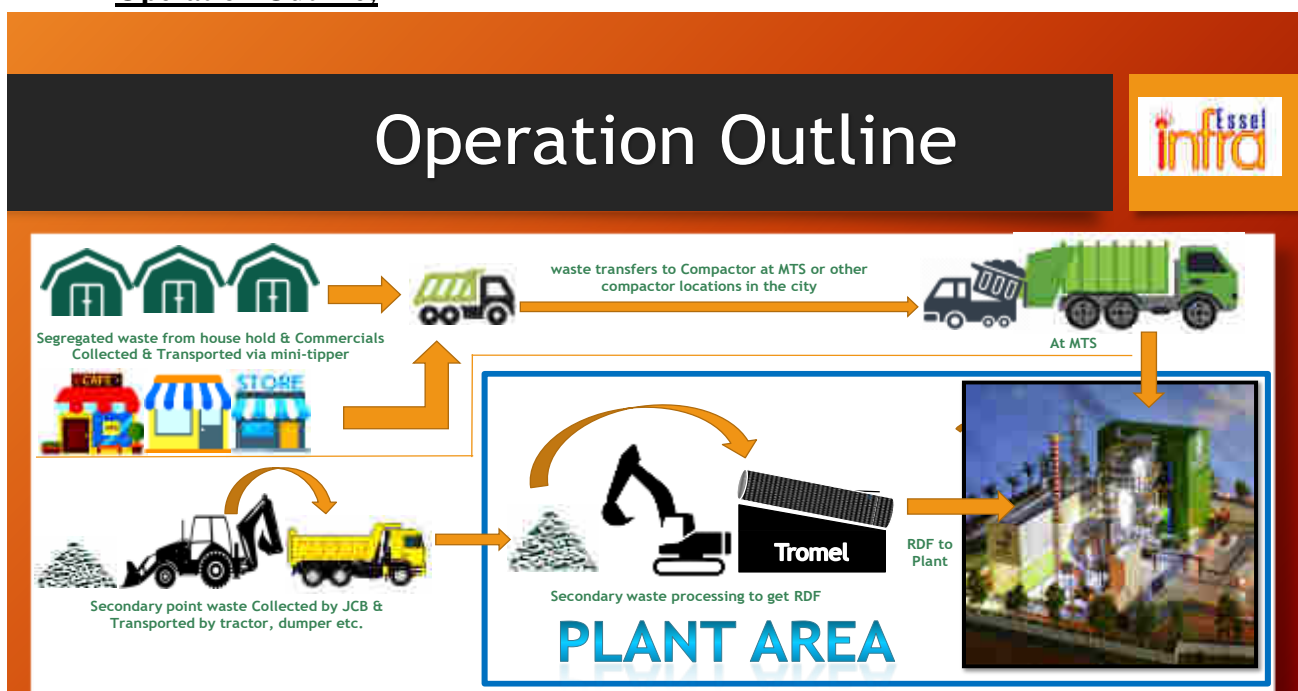 Operation Outline
Essel
infra
waste transfers to Compactor at MTS or other
compactor locations in the city
Segregated waste from house hold & Commercials
Collected & Transported via mini-tipper
At MTS
CAFE
STORE
Tromel
RDF to
Plant
Secondary waste processing to get RDF
Secondary point waste Collected by JCB &
Transported by tractor, dumper etc.
PLANT AREA